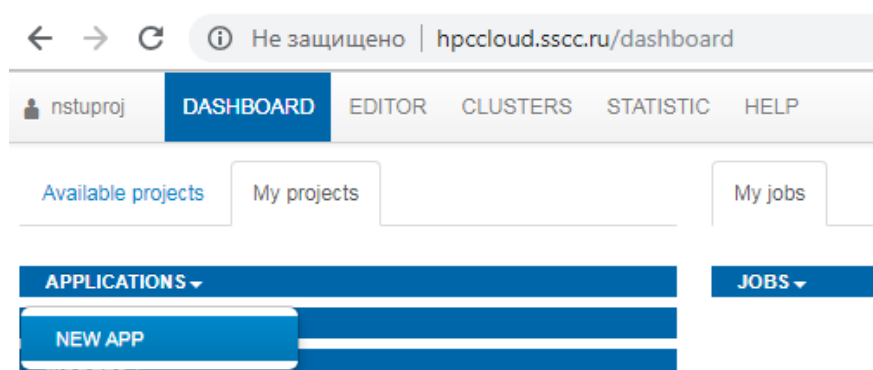 Не защищено | hpccloud.sscc.ru/dashboard
nstuproj DASHBOARD EDITOR CLUSTERS STATISTIC HELP
Available projects My projects My jobs
APPLICATIONS JOBS
NEW APP